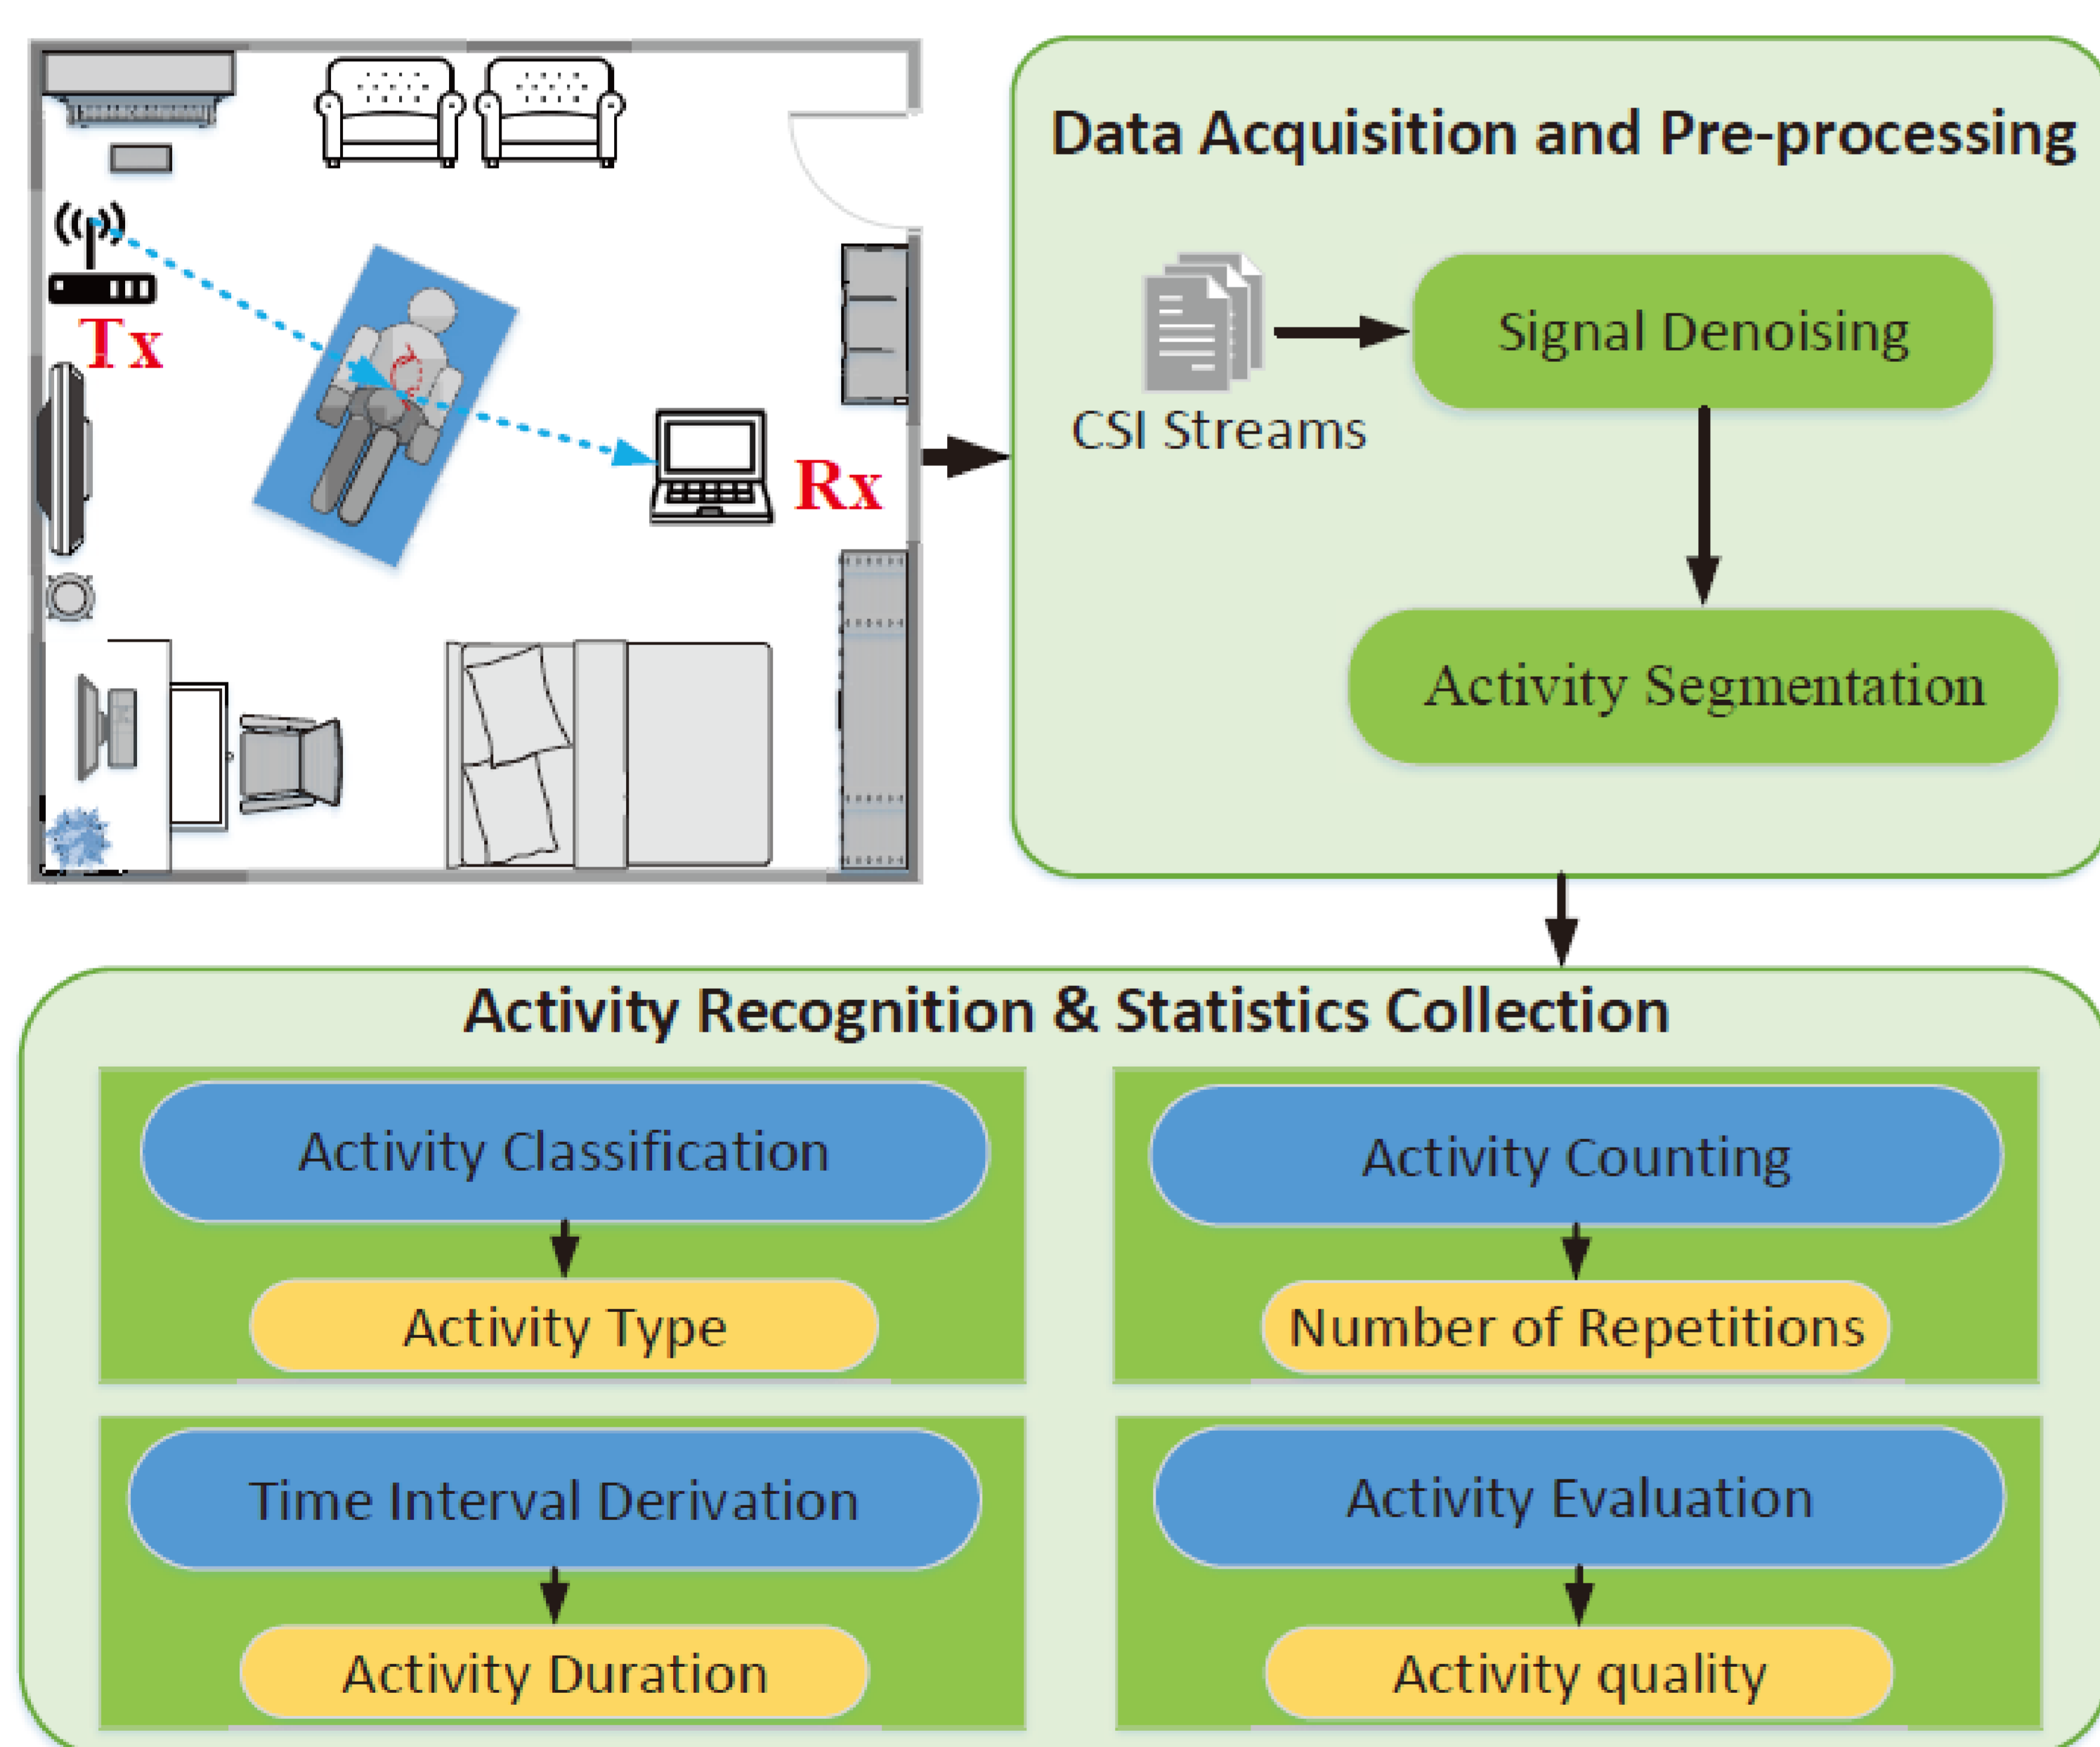 Tx
Rx
Data Acquisition and Pre-processing
CSI Streams
Signal Denoising
Activity Segmentation
Activity Recognition & Statistics Collection
Activity Classification
Activity Type
Activity Counting
Number of Repetitions
Time Interval Derivation
Activity Duration
Activity Evaluation
Activity quality